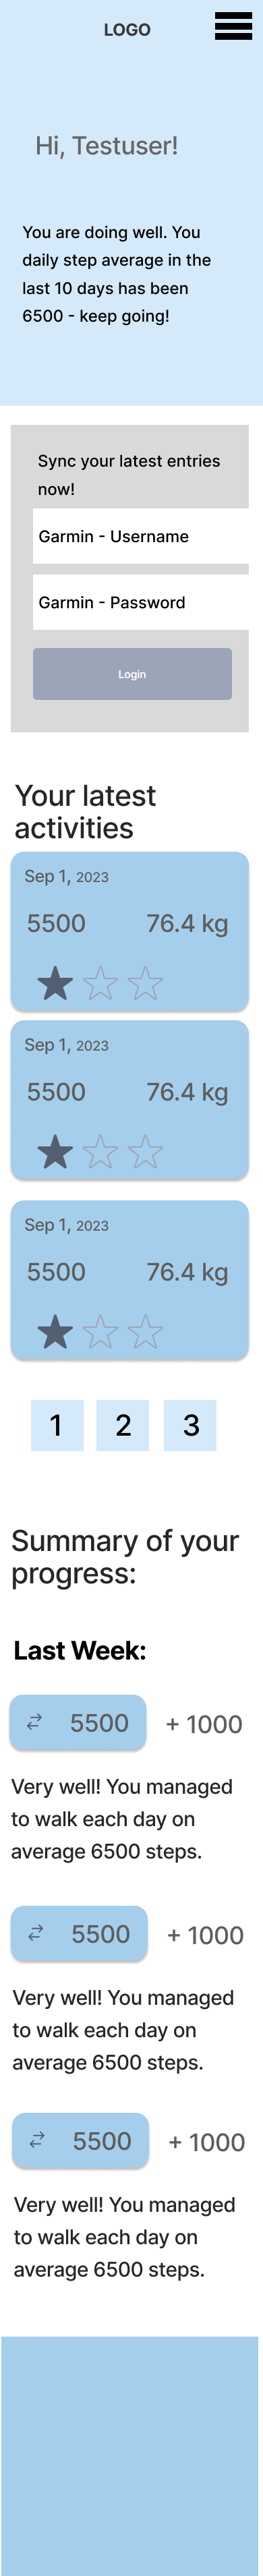 LOGO
Hi, Testuser!
You are doing well. You
daily step average in the
last 10 days has been
6500 - keep going!
Sync your latest entries
now!
Garmin - Username
Garmin - Password
Login
Your latest
activities
Sep 1, 2023
5500 76.4 kg
Sep 1, 2023
5500 76.4 kg
Sep 1, 2023
5500 76.4 kg
1 2 3
Summary of your
progress:
Last Week:
5500 + 1000
Very well! You managed
to walk each day on
average 6500 steps.
5500 + 1000
Very well! You managed
to walk each day on
average 6500 steps.
5500 + 1000
Very well! You managed
to walk each day on
average 6500 steps.